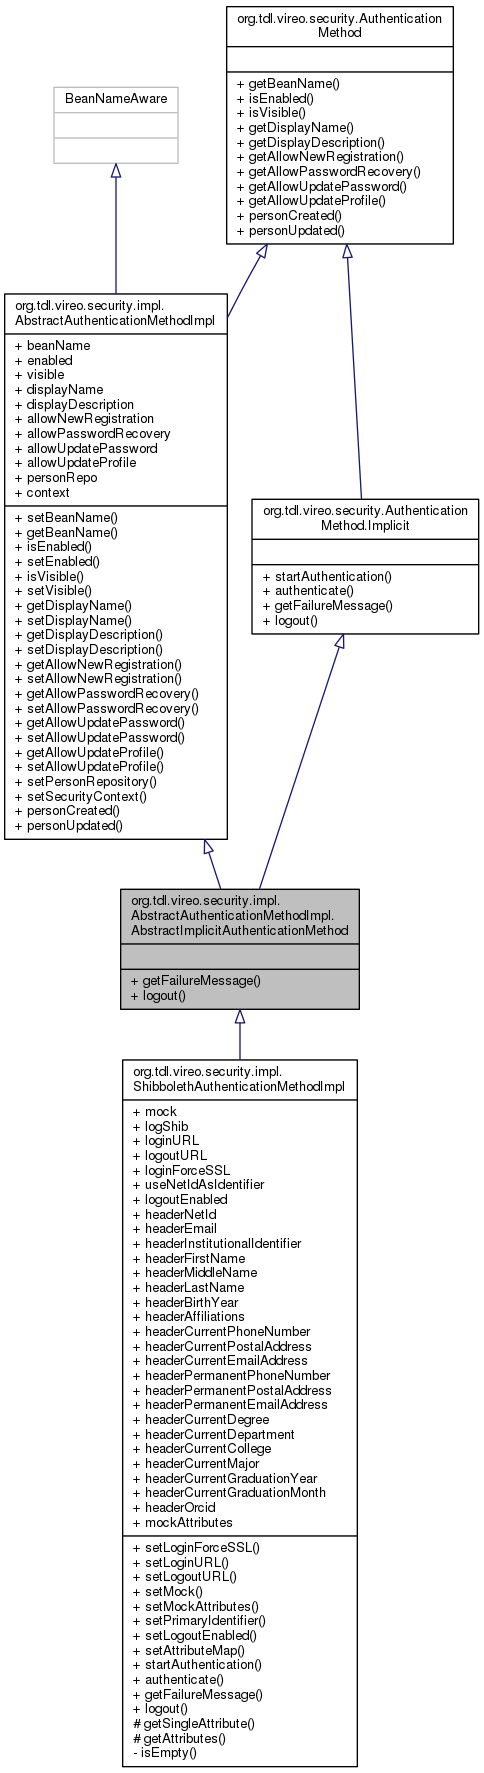 org.tdl.vireo.security.Authentication
Method
+ getBeanName()
+ isEnabled()
+ isVisible()
+ getDisplayName()
+ getDisplayDescription()
+ getAllowNewRegistration()
+ getAllowPasswordRecovery()
+ getAllowUpdatePassword()
+ getAllowUpdateProfile()
+ personCreated()
+ personUpdated()
BeanNameAware
org.tdl.vireo.security.impl.
AbstractAuthenticationMethodImpl
+ beanName
+ enabled
+ visible
+ displayName
+ displayDescription
+ allowNewRegistration
+ allowPasswordRecovery
+ allowUpdatePassword
+ allowUpdateProfile
+ personRepo
+ context
+ setBeanName()
+ getBeanName()
+ isEnabled()
+ setEnabled()
+ isVisible()
+ setVisible()
+ getDisplayName()
+ setDisplayName()
+ getDisplayDescription()
+ setDisplayDescription()
+ getAllowNewRegistration()
+ setAllowNewRegistration()
+ getAllowPasswordRecovery()
+ setAllowPasswordRecovery()
+ getAllowUpdatePassword()
+ setAllowUpdatePassword()
+ getAllowUpdateProfile()
+ setAllowUpdateProfile()
+ setPersonRepository()
+ setSecurityContext()
+ personCreated()
+ personUpdated()
org.tdl.vireo.security.Authentication
Method.Implicit
+ startAuthentication()
+ authenticate()
+ getFailureMessage()
+ logout()
org.tdl.vireo.security.impl.
AbstractAuthenticationMethodImpl.
AbstractImplicitAuthenticationMethod
+ getFailureMessage()
+ logout()
org.tdl.vireo.security.impl.
ShibbolethAuthenticationMethodImpl
+ mock
+ logShib
+ loginURL
+ logoutURL
+ loginForceSSL
+ useNetIdAsIdentifier
+ logoutEnabled
+ headerNetId
+ headerEmail
+ headerInstitutionalIdentifier
+ headerFirstName
+ headerMiddleName
+ headerLastName
+ headerBirthYear
+ headerAffiliations
+ headerCurrentPhoneNumber
+ headerCurrentPostalAddress
+ headerCurrentEmailAddress
+ headerPermanentPhoneNumber
+ headerPermanentPostalAddress
+ headerPermanentEmailAddress
+ headerCurrentDegree
+ headerCurrentDepartment
+ headerCurrentCollege
+ headerCurrentMajor
+ headerCurrentGraduationYear
+ headerCurrentGraduationMonth
+ headerOrcid
+ mockAttributes
+ setLoginForceSSL()
+ setLoginURL()
+ setLogoutURL()
+ setMock()
+ setMockAttributes()
+ setPrimaryIdentifier()
+ setLogoutEnabled()
+ setAttributeMap()
+ startAuthentication()
+ authenticate()
+ getFailureMessage()
+ logout()
# getSingleAttribute()
# getAttributes()
- isEmpty()